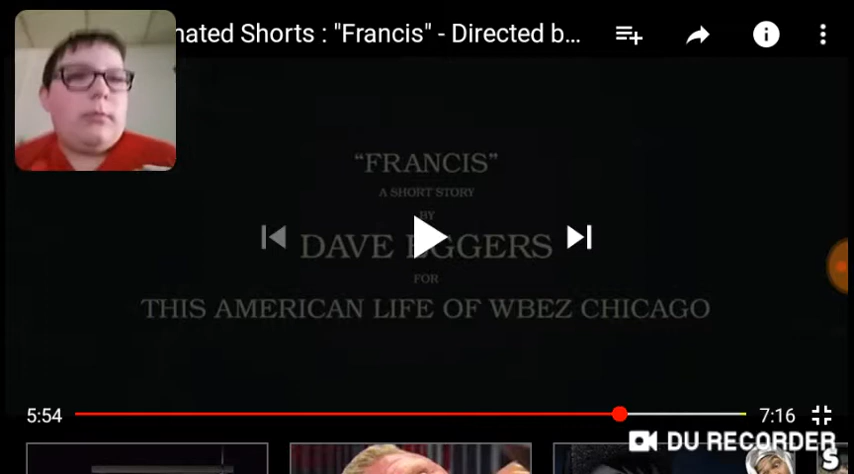 nated Shorts : "Francis" - Directed b...
“FRANCIS”
A SHORT STORY
BY
DAVE EGGERS
FOR
THIS AMERICAN LIFE OF WBEZ CHICAGO
5:54
7:16
DU RECORDER
S